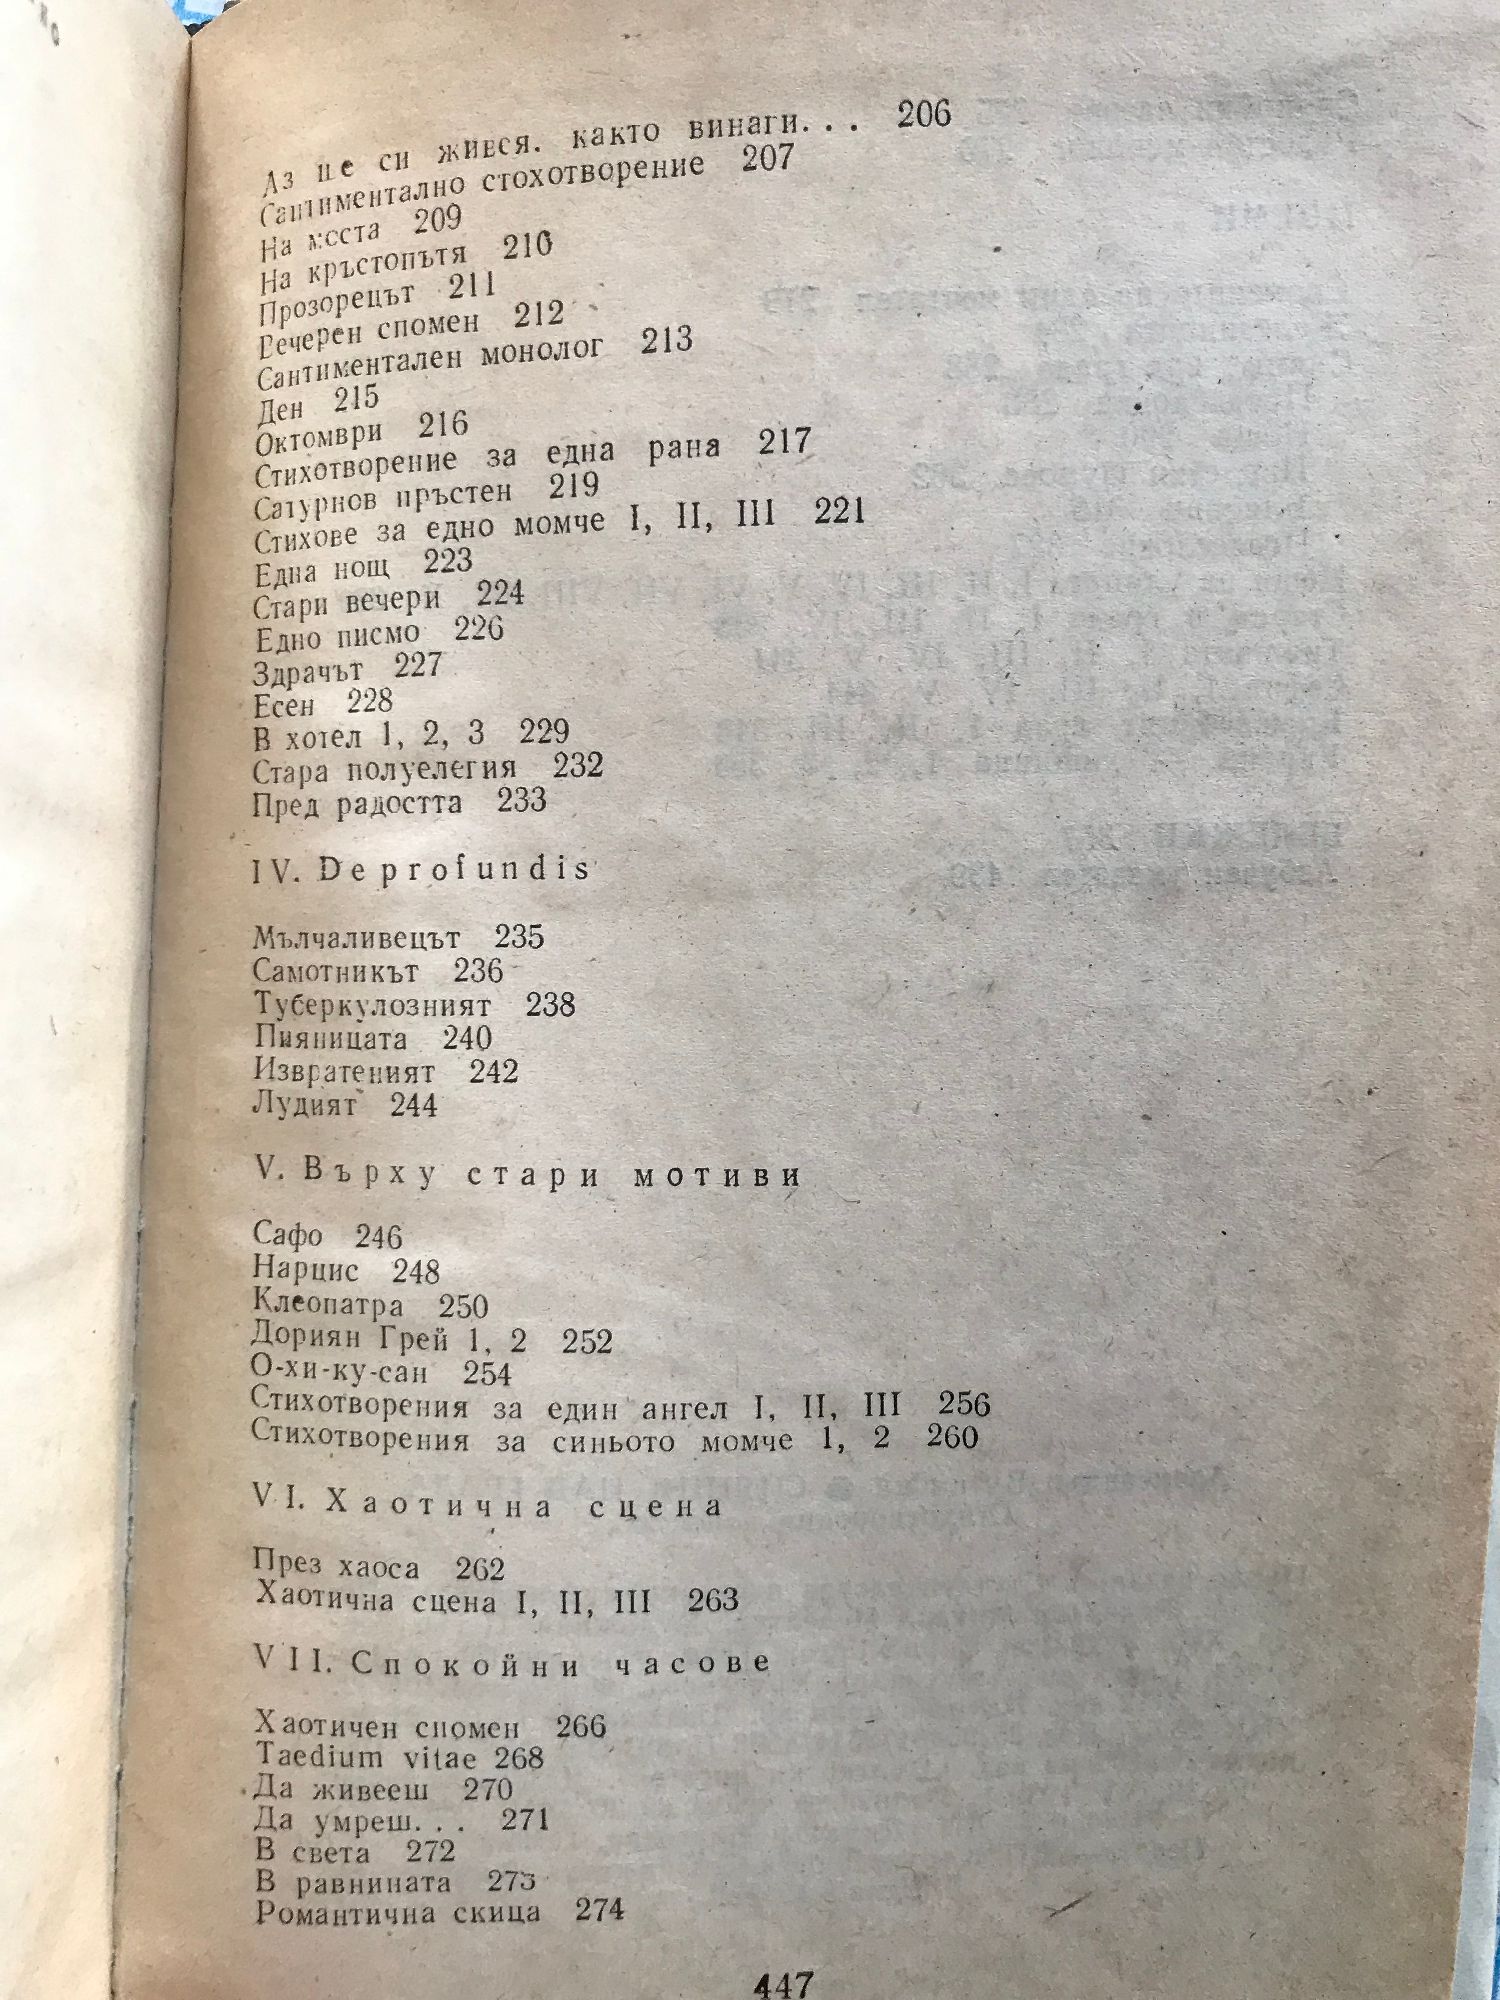 Аз ще си живея. както винаги... 206
Сантиментално стохотворение 207
На моста 209
На кръстопътя 210
Прозорецът 211
Вечерен спомен 212
Сантиментален монолог 213
Ден 215
Октомври 216
Стихотворение за една рана 217
Сатурнов пръстен 219
Стихове за едно момче I, II, III 221
Една нощ 223
Стари вечери 224
Едно писмо 226
Здрачът 227
Есен 228
В хотел 1, 2, 3 229
Стара полуелегия 232
Пред радостта 233
IV. De profundis
Мълчаливецът 235
Самотникът 236
Туберкулозният 238
Пияницата 240
Извратеният 242
Лудият 244
V. Върху стари мотиви
Сафо 246
Нарцис 248
Клеопатра 250
Дориян Грей 1, 2 252
О-хи-ку-сан 254
Стихотворения за един ангел I, II, III 256
Стихотворения за синьото момче 1, 2 260
VI. Хаотична сцена
През хаоса 262
Хаотична сцена I, II, III 263
VII. Спокойни часове
Хаотичен спомен 266
Taedium vitae 268
Да живееш 270
Да умреш... 271
В света 272
В равнината 273
Романтична скица 274
447